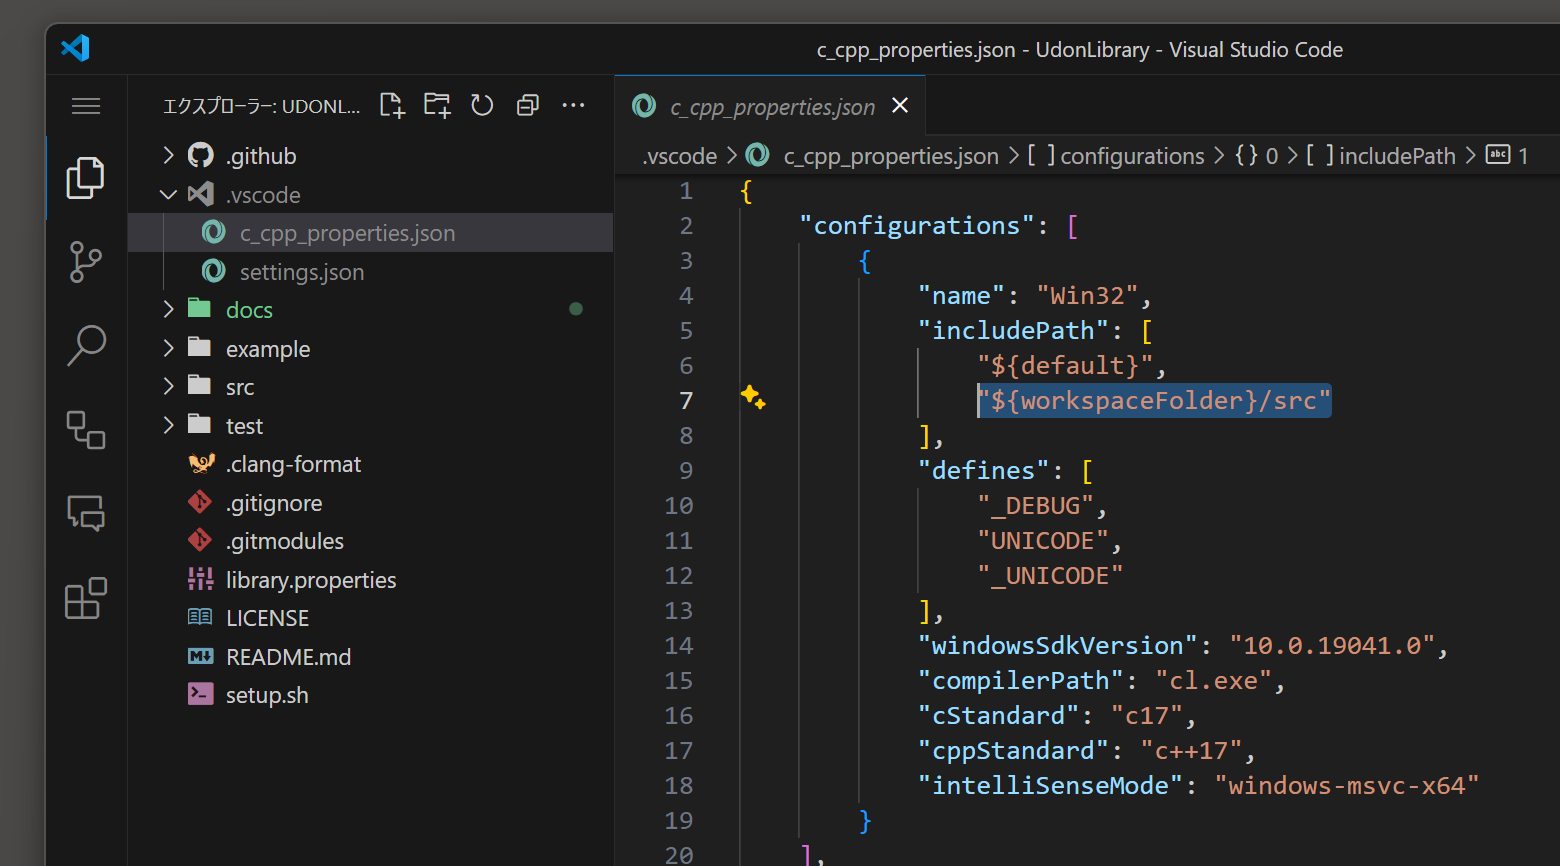 c_cpp_properties.json - UdonLibrary - Visual Studio Code
エクスプローラー: UDONL...
.github
.vscode
c_cpp_properties.json
settings.json
docs
example
src
test
.clang-format
.gitignore
.gitmodules
library.properties
LICENSE
README.md
setup.sh
c_cpp_properties.json
.vscode > c_cpp_properties.json > [ ] configurations > {} 0 > [ ] includePath > abc 1
1 {
2 "configurations": [
3 {
4 "name": "Win32",
5 "includePath": [
6 "${default}",
7 "${workspaceFolder}/src"
8 ],
9 "defines": [
10 "_DEBUG",
11 "UNICODE",
12 "_UNICODE"
13 ],
14 "windowsSdkVersion": "10.0.19041.0",
15 "compilerPath": "cl.exe",
16 "cStandard": "c17",
17 "cppStandard": "c++17",
18 "intelliSenseMode": "windows-msvc-x64"
19 }
20 ],